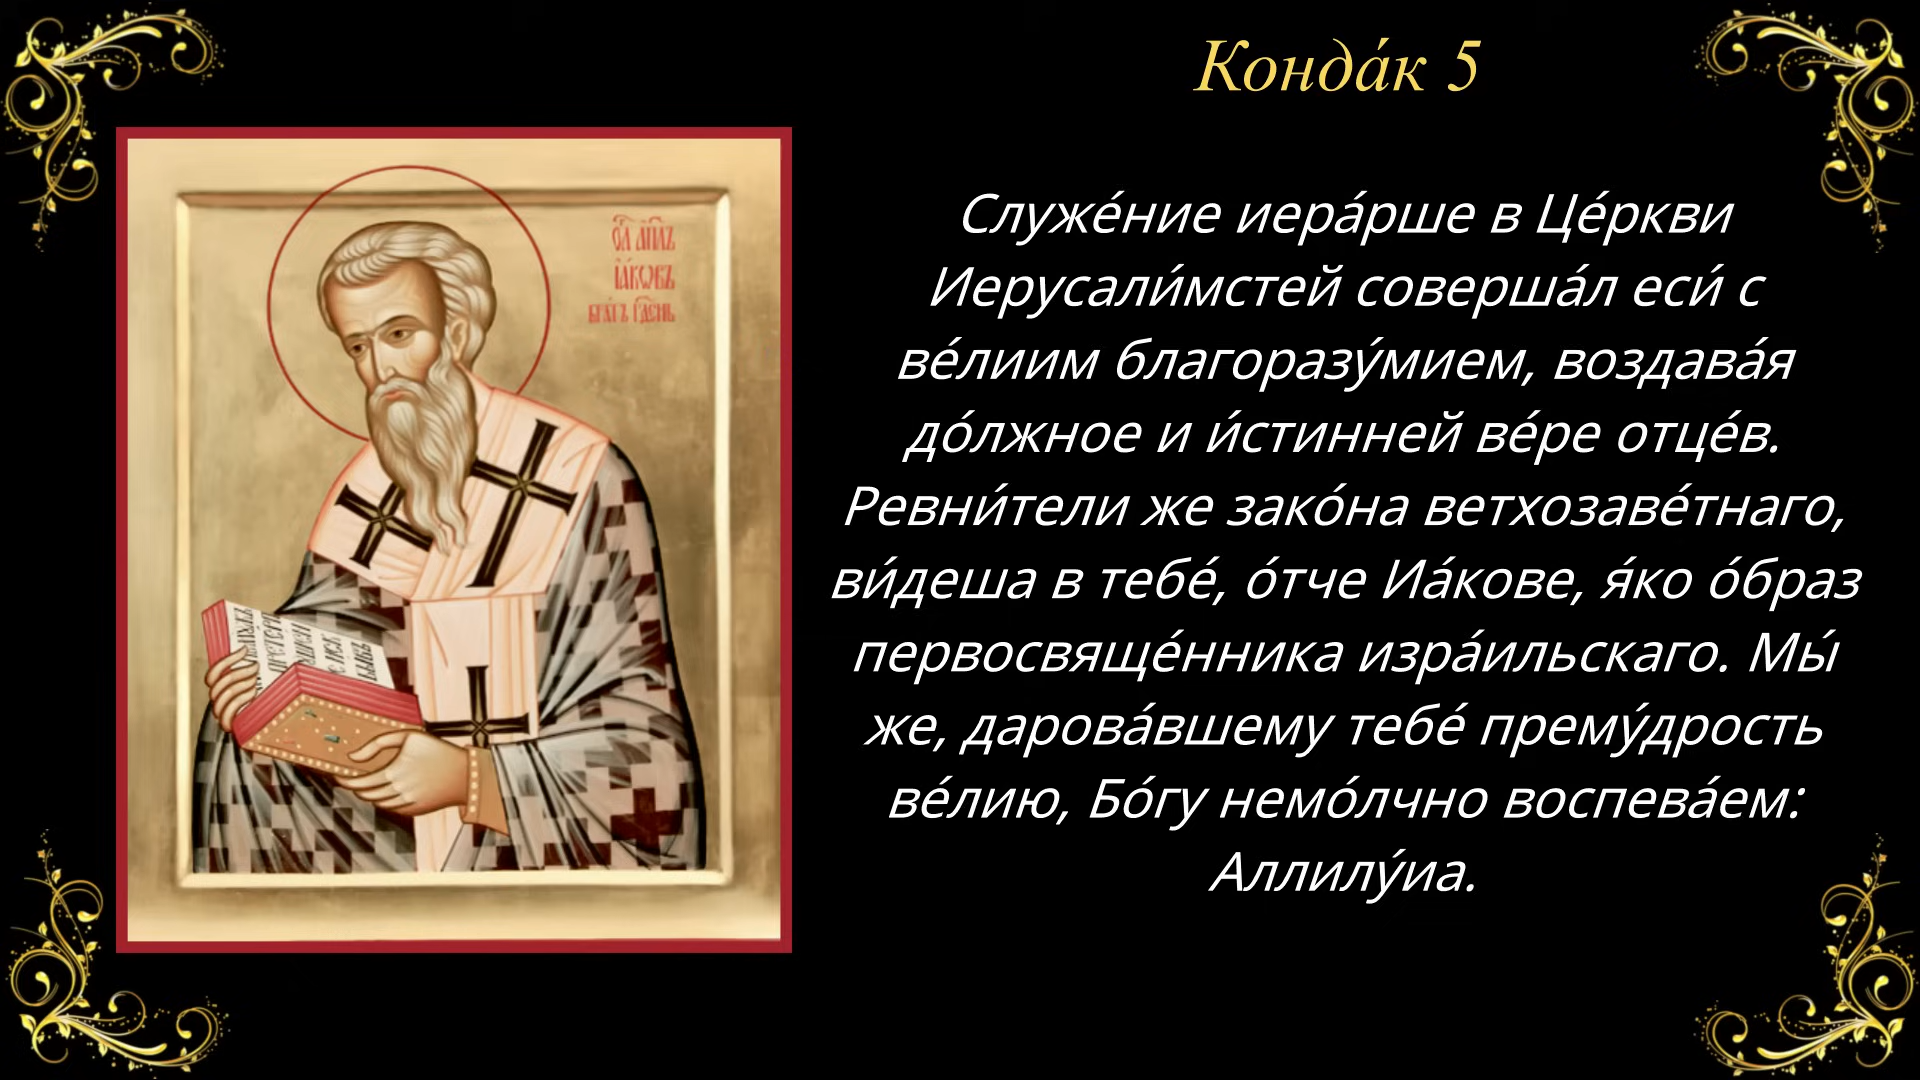 Конда́к 5
Служе́ние иера́рше в Це́ркви
Иерусали́мстей соверша́л еси́ с
ве́лиим благоразу́мием, воздава́я
до́лжное и и́стинней ве́ре отце́в.
Ревни́тели же зако́на ветхозаве́тнаго,
ви́деша в тебе́, о́тче Иа́кове, я́ко о́браз
первосвяще́нника изра́ильскаго. Мы́
же, дарова́вшему тебе́ прему́дрость
ве́лию, Бо́гу немо́лчно воспева́ем:
Аллилу́иа.
І҆а́кѡвъ